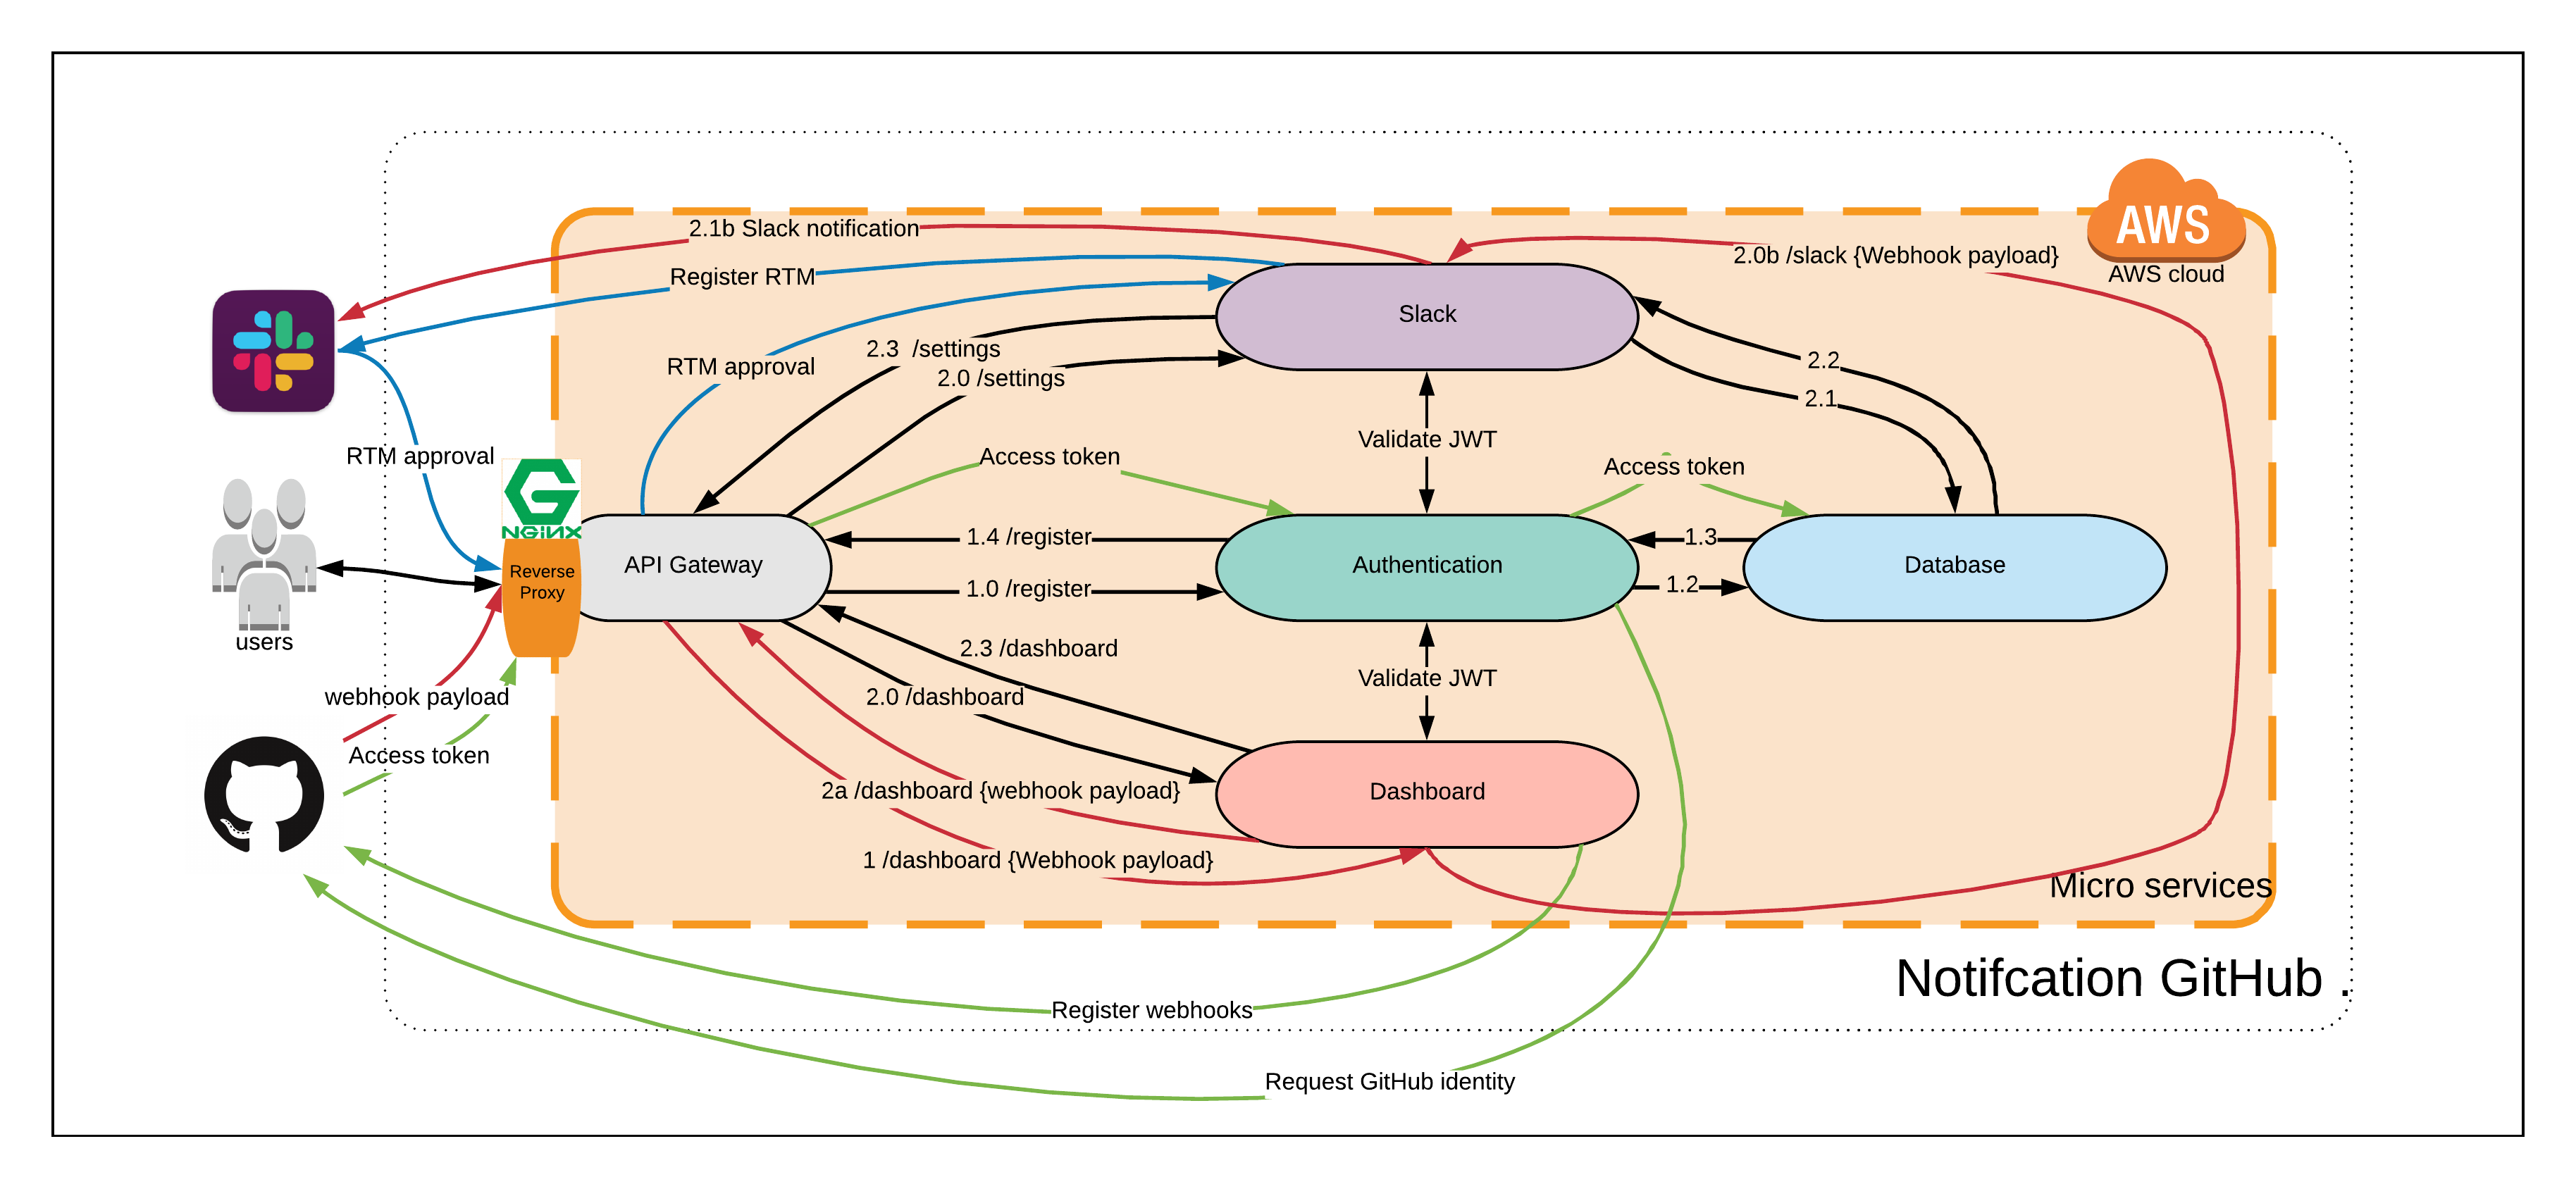 2.1b Slack notification
2.0b /slack {Webhook payload}
AWS
AWS cloud
Register RTM
Slack
2.3  /settings
RTM approval
2.0 /settings
2.2
2.1
Validate JWT
RTM approval
Access token
Access token
NGiNX
1.4 /register
1.3
API Gateway
Authentication
Database
Reverse
Proxy
1.0 /register
1.2
users
2.3 /dashboard
Validate JWT
webhook payload
2.0 /dashboard
Access token
2a /dashboard {webhook payload}
Dashboard
1 /dashboard {Webhook payload}
Micro services
Notifcation GitHub .
Register webhooks
Request GitHub identity